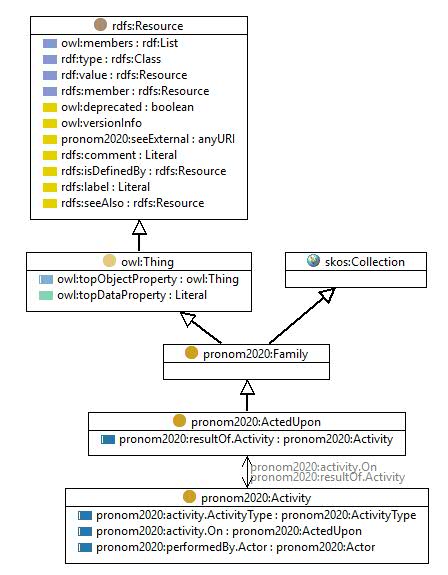 rdfs:Resource
owl:members : rdf:List
rdf:type : rdfs:Class
rdf:value : rdfs:Resource
rdfs:member : rdfs:Resource
owl:deprecated : boolean
owl:versionInfo
pronom2020:seeExternal : anyURI
rdfs:comment : Literal
rdfs:isDefinedBy : rdfs:Resource
rdfs:label : Literal
rdfs:seeAlso : rdfs:Resource
owl:Thing
owl:topObjectProperty : owl:Thing
owl:topDataProperty : Literal
skos:Collection
pronom2020:Family
pronom2020:ActedUpon
pronom2020:resultOf.Activity : pronom2020:Activity
pronom2020:activity.On
pronom2020:resultOf.Activity
pronom2020:Activity
pronom2020:activity.ActivityType : pronom2020:ActivityType
pronom2020:activity.On : pronom2020:ActedUpon
pronom2020:performedBy.Actor : pronom2020:Actor